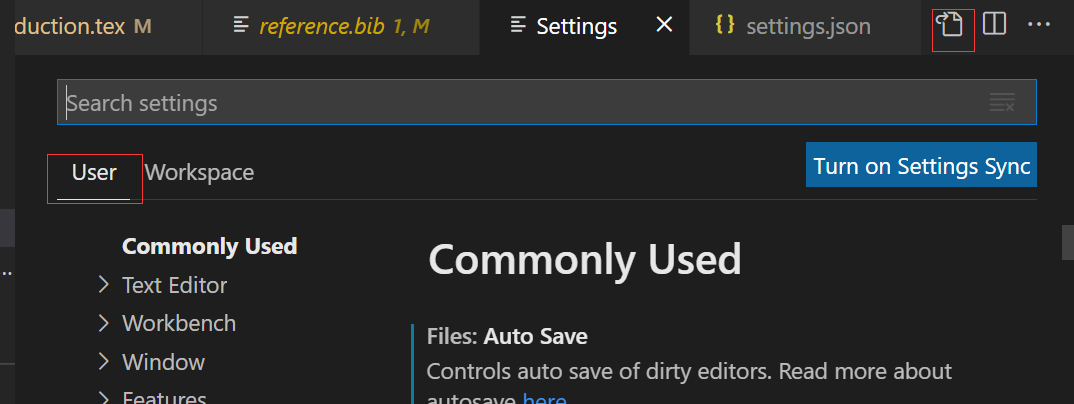 duction.tex M
reference.bib 1, M
Settings
settings.json
Search settings
User
Workspace
Turn on Settings Sync
Commonly Used
Text Editor
Workbench
Window
Features
Commonly Used
Files: Auto Save
Controls auto save of dirty editors. Read more about
autosave here